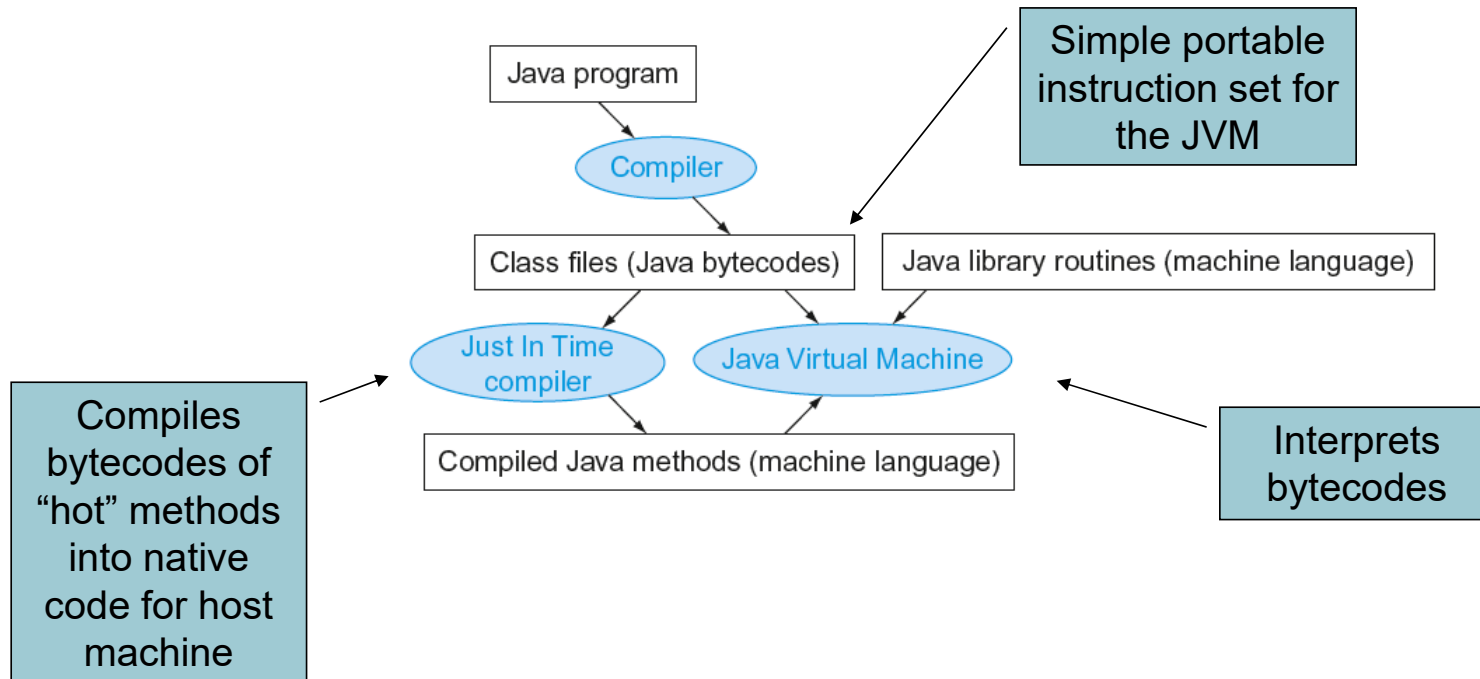 Simple portable
instruction set for
the JVM
Java program
Compiler
Class files (Java bytecodes)
Java library routines (machine language)
Just In Time
compiler
Java Virtual Machine
Compiles
bytecodes of
“hot” methods
into native
code for host
machine
Compiled Java methods (machine language)
Interprets
bytecodes